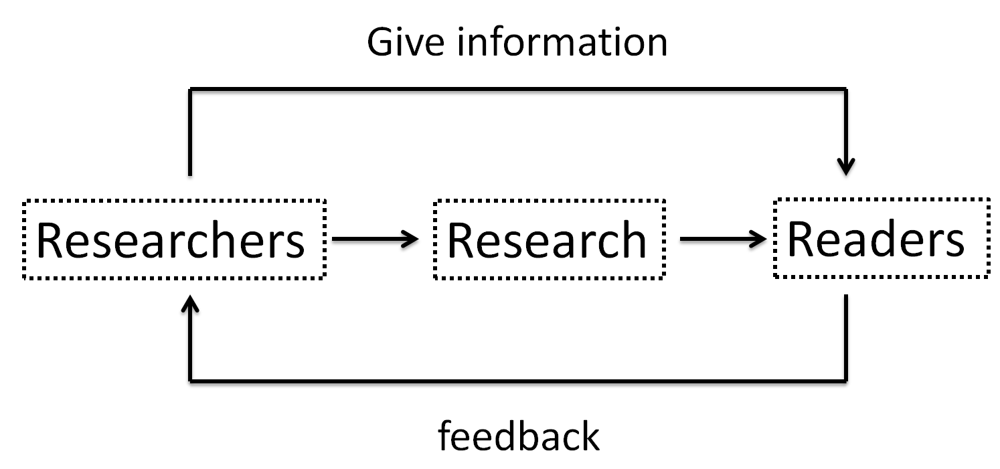 Give information
Researchers
Research
Readers
feedback